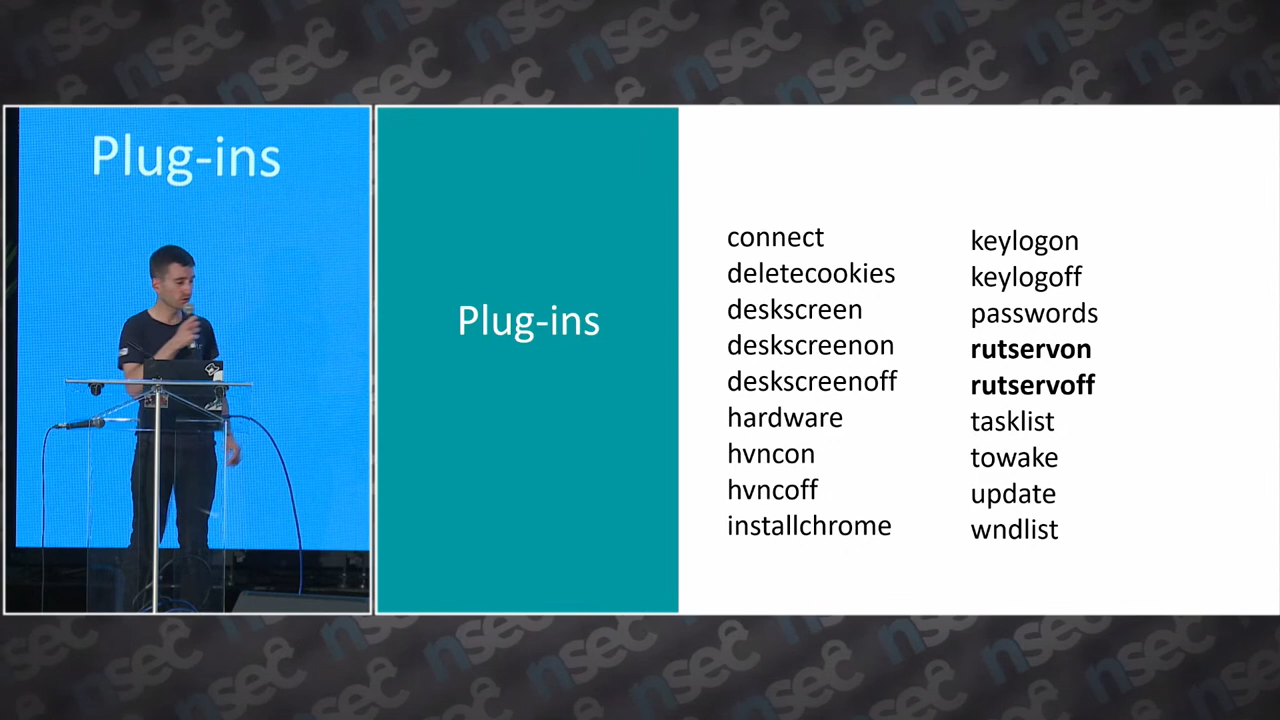 Plug-ins
Plug-ins
connect
deletecookies
deskscreen
deskscreenon
deskscreenoff
hardware
hvncon
hvncoff
installchrome
keylogon
keylogoff
passwords
rutservon
rutservoff
tasklist
towake
update
wndlist
nsec